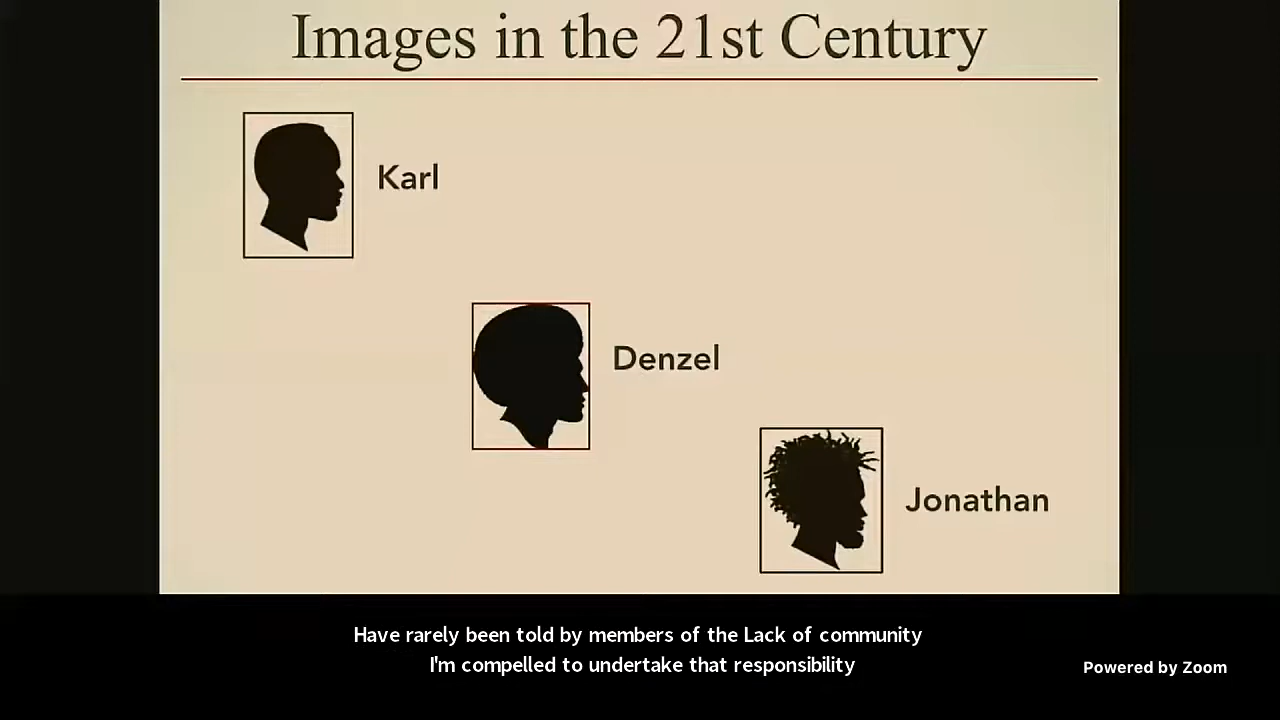 Images in the 21st Century
Karl
Denzel
Jonathan
Have rarely been told by members of the Lack of community
I'm compelled to undertake that responsibility
Powered by Zoom